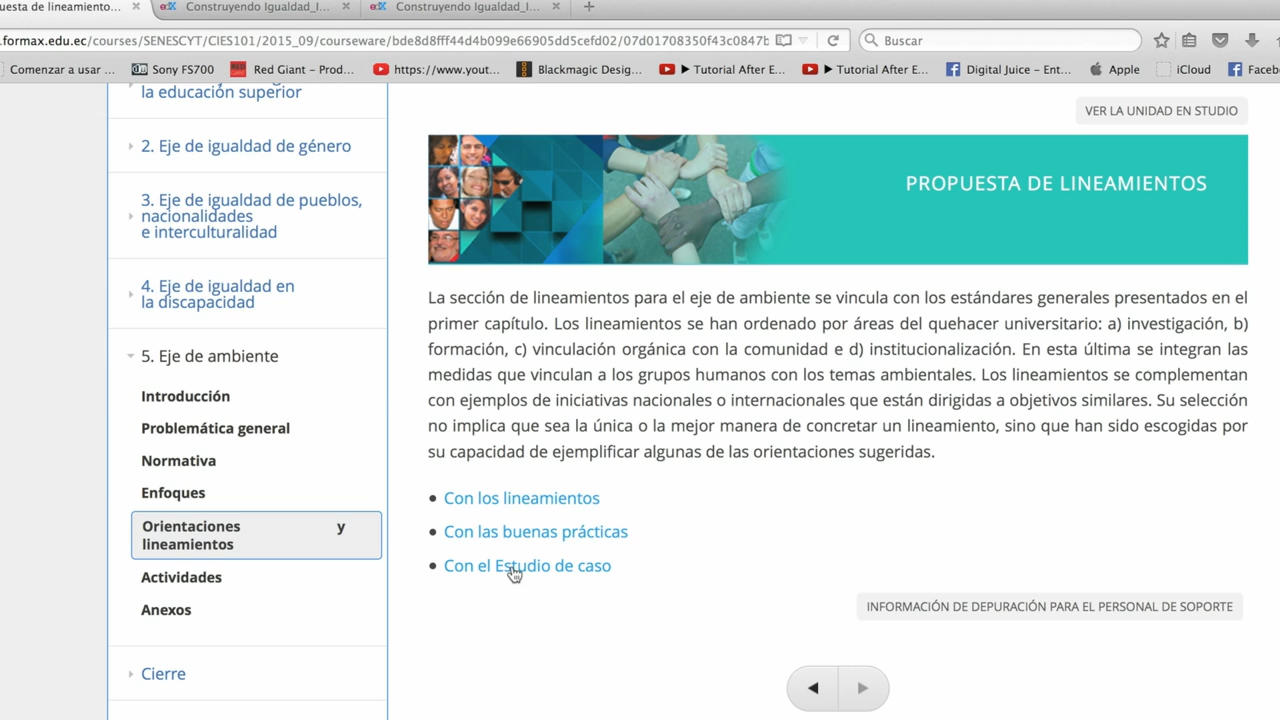 uesta de lineamiento...
Construyendo Igualdad_I...
Construyendo Igualdad_I...
.formax.edu.ec/courses/SENESCYT/CIES101/2015_09/courseware/bde8d8fff44d4b099e66905dd5cefd02/07d01708350f43c0847b
Buscar
Comenzar a usar ...
Sony FS700
Red Giant – Prod...
https://www.yout...
Blackmagic Desig...
▶ Tutorial After E...
▶ Tutorial After E...
Digital Juice – Ent...
Apple
iCloud
Faceb
la educación superior
2. Eje de igualdad de género
3. Eje de igualdad de pueblos,
nacionalidades
e interculturalidad
4. Eje de igualdad en
la discapacidad
5. Eje de ambiente
Introducción
Problemática general
Normativa
Enfoques
Orientaciones y
lineamientos
Actividades
Anexos
Cierre
VER LA UNIDAD EN STUDIO
PROPUESTA DE LINEAMIENTOS
La sección de lineamientos para el eje de ambiente se vincula con los estándares generales presentados en el
primer capítulo. Los lineamientos se han ordenado por áreas del quehacer universitario: a) investigación, b)
formación, c) vinculación orgánica con la comunidad e d) institucionalización. En esta última se integran las
medidas que vinculan a los grupos humanos con los temas ambientales. Los lineamientos se complementan
con ejemplos de iniciativas nacionales o internacionales que están dirigidas a objetivos similares. Su selección
no implica que sea la única o la mejor manera de concretar un lineamiento, sino que han sido escogidas por
su capacidad de ejemplificar algunas de las orientaciones sugeridas.
• Con los lineamientos
• Con las buenas prácticas
• Con el Estudio de caso
INFORMACIÓN DE DEPURACIÓN PARA EL PERSONAL DE SOPORTE